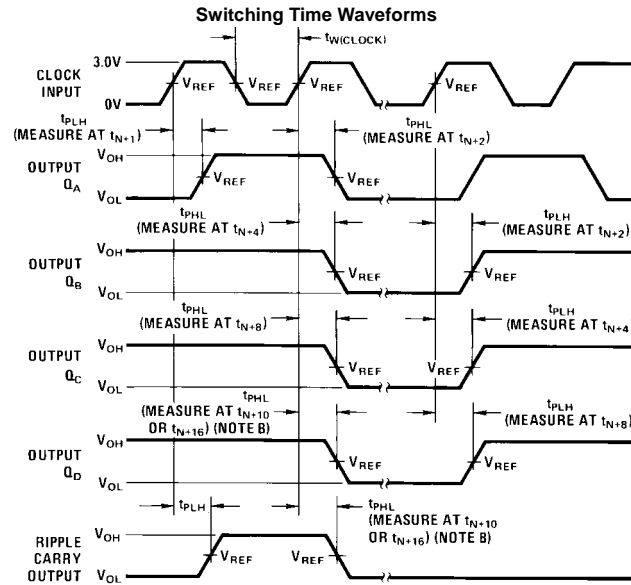 Switching Time Waveforms
tW(CLOCK)
3.0V
CLOCK
INPUT
VREF
VREF
VREF
VREF
0V
tPLH
(MEASURE AT tN+1)
tPHL
(MEASURE AT tN+2)
VOH
OUTPUT
QA
VREF
VREF
VOL
tPHL
(MEASURE AT tN+4)
tPLH
(MEASURE AT tN+2)
VOH
OUTPUT
QB
VREF
VREF
VOL
tPHL
(MEASURE AT tN+8)
tPLH
(MEASURE AT tN+4)
VOH
OUTPUT
QC
VREF
VREF
VOL
tPHL
(MEASURE AT tN+10
OR tN+16) (NOTE B)
tPLH
(MEASURE AT tN+8)
VOH
OUTPUT
QD
VREF
VREF
VOL
tPLH
tPHL
(MEASURE AT tN+10
OR tN+16) (NOTE B)
VOH
RIPPLE
CARRY
OUTPUT
VREF
VREF
VOL